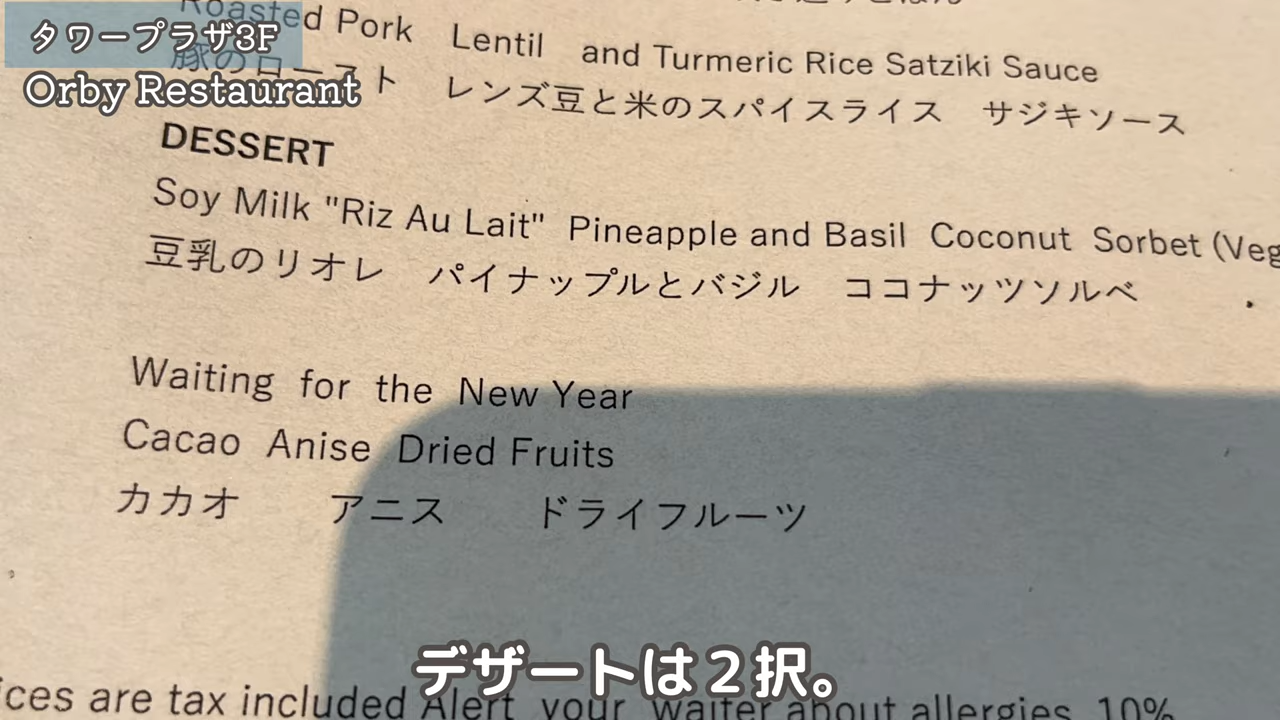 タワープラザ3F
Orby Restaurant
Roasted Pork Lentil and Turmeric Rice Satziki Sauce
豚のロースト レンズ豆と米のスパイスライス サジキソース
DESSERT
Soy Milk "Riz Au Lait" Pineapple and Basil Coconut Sorbet (Veg
豆乳のリオレ パイナップルとバジル ココナッツソルベ
Waiting for the New Year
Cacao Anise Dried Fruits
カカオ アニス ドライフルーツ
デザートは2択。
ices are tax included Alert your waiter about allergies 10%